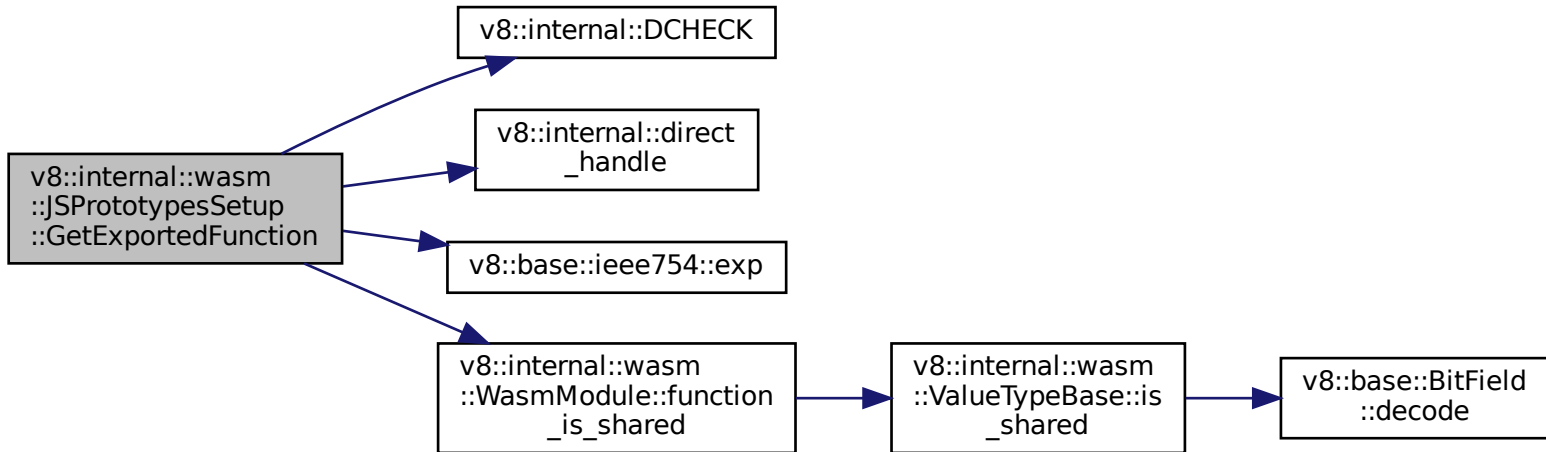 v8::internal::DCHECK
v8::internal::direct
_handle
v8::internal::wasm
::JSPrototypesSetup
::GetExportedFunction
v8::base::ieee754::exp
v8::internal::wasm
::WasmModule::function
_is_shared
v8::internal::wasm
::ValueTypeBase::is
_shared
v8::base::BitField
::decode